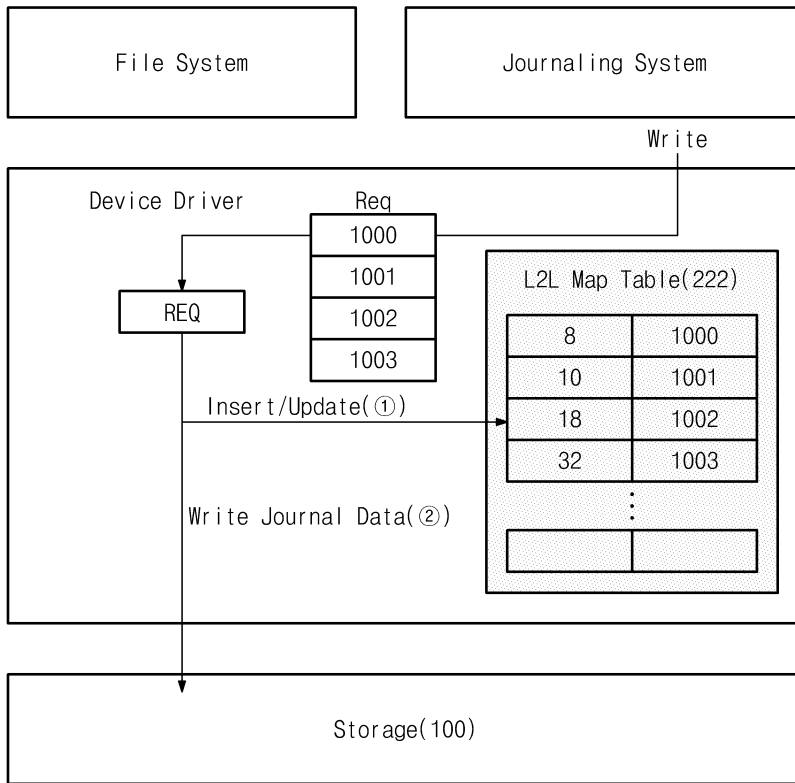 File System
Journaling System
Write
Device Driver
Req
1000
1001
1002
1003
REQ
L2L Map Table(222)
8 1000
10 1001
18 1002
32 1003
Insert/Update(①)
Write Journal Data(②)
Storage(100)